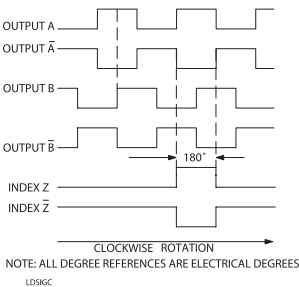 OUTPUT A
OUTPUT A̅
OUTPUT B
OUTPUT B̅
180°
INDEX Z
INDEX Z̅
CLOCKWISE ROTATION
NOTE: ALL DEGREE REFERENCES ARE ELECTRICAL DEGREES
LDSIGC